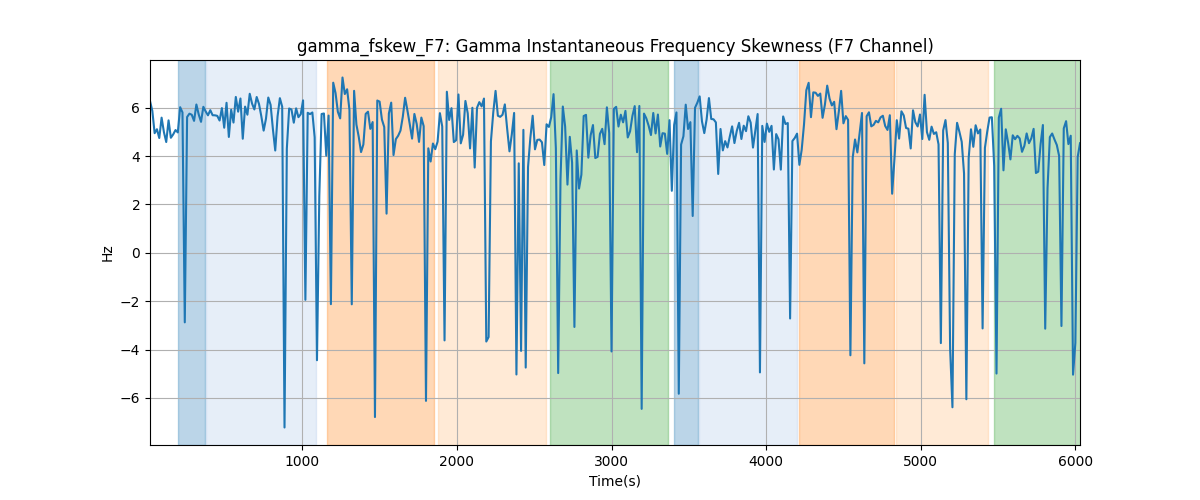 gamma_fskew_F7: Gamma Instantaneous Frequency Skewness (F7 Channel)
Hz
6
4
2
0
−2
−4
−6
1000 2000 3000 4000 5000 6000
Time(s)